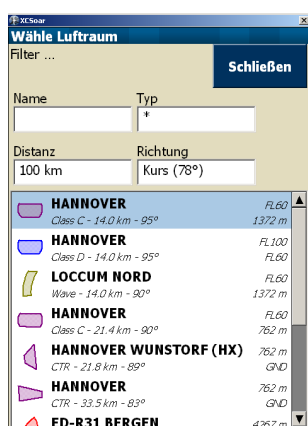 XCSoar
Wähle Luftraum
Filter ...
Schließen
Name Typ
*
Distanz Richtung
100 km Kurs (78°)
HANNOVER FL60
Class C - 14.0 km - 95° 1372 m
HANNOVER FL100
Class D - 14.0 km - 95° FL60
LOCCUM NORD FL60
Wave - 14.0 km - 90° 1372 m
HANNOVER FL60
Class C - 21.4 km - 90° 762 m
HANNOVER WUNSTORF (HX) 762 m
CTR - 21.8 km - 89° GND
HANNOVER 762 m
CTR - 33.5 km - 83° GND
ED-R31 BERGEN 4267 m